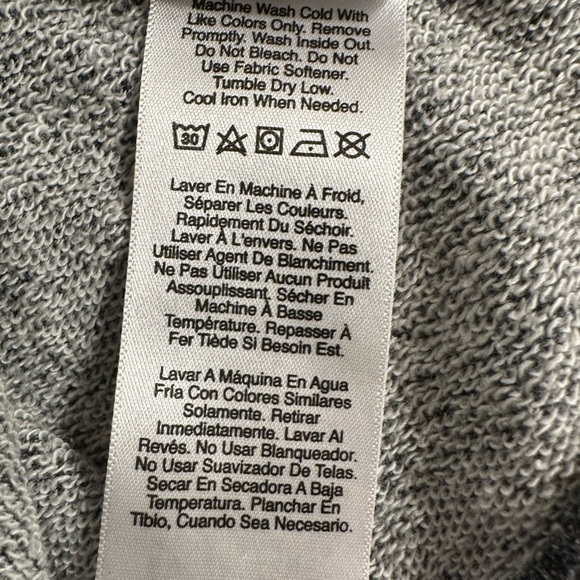 Machine Wash Cold With
Like Colors Only. Remove
Promptly. Wash Inside Out.
Do Not Bleach. Do Not
Use Fabric Softener.
Tumble Dry Low.
Cool Iron When Needed.
30
Laver En Machine À Froid,
Séparer Les Couleurs.
Rapidement Du Séchoir.
Laver À L'envers. Ne Pas
Utiliser Agent De Blanchiment.
Ne Pas Utiliser Aucun Produit
Assouplissant. Sécher En
Machine À Basse
Température. Repasser À
Fer Tiède Si Besoin Est.
Lavar A Máquina En Agua
Fría Con Colores Similares
Solamente. Retirar
Inmediatamente. Lavar Al
Revés. No Usar Blanqueador.
No Usar Suavizador De Telas.
Secar En Secadora A Baja
Temperatura. Planchar En
Tibio, Cuando Sea Necesario.